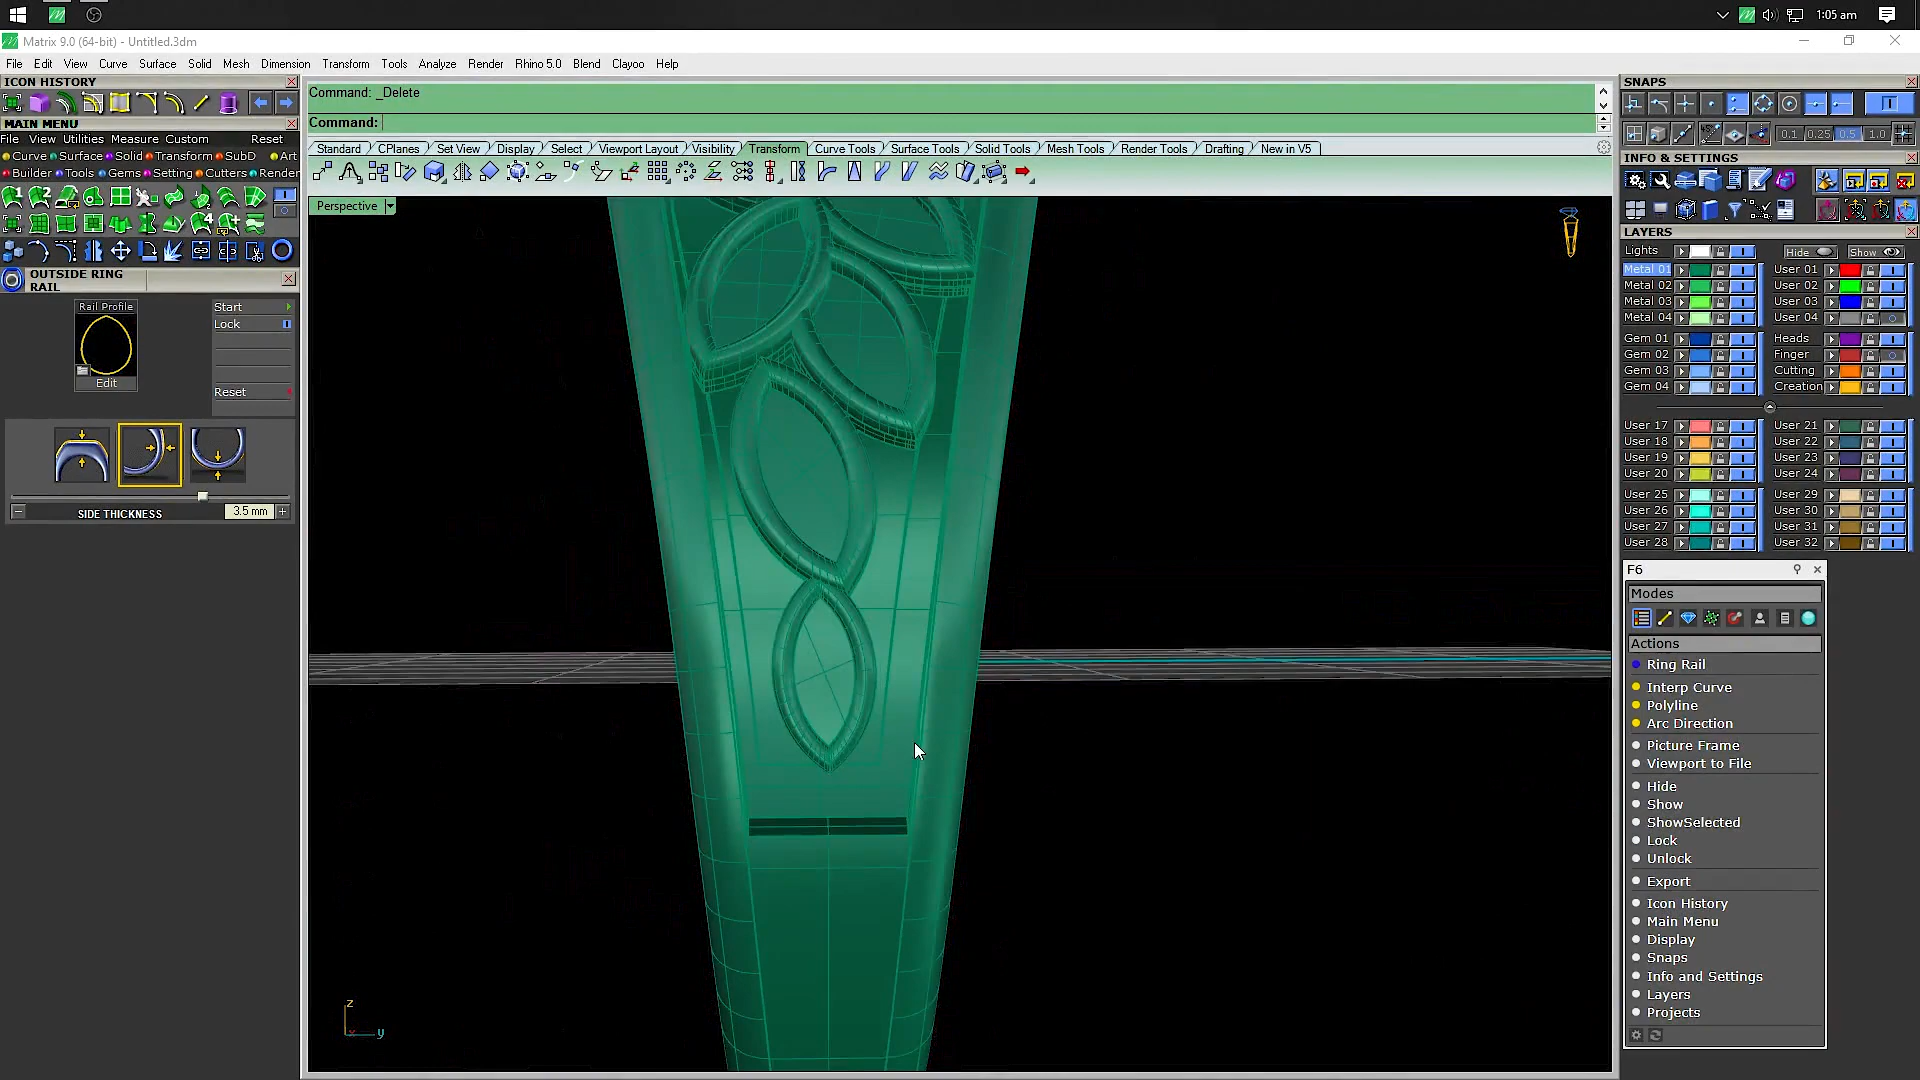 1:05 am
Matrix 9.0 (64-bit) - Untitled.3dm
File Edit View Curve Surface Solid Mesh Dimension Transform Tools Analyze Render Rhino 5.0 Blend Clayoo Help
ICON HISTORY
MAIN MENU
File View Utilities Measure Custom Reset
Curve Surface Solid Transform SubD Art
Builder Tools Gems Setting Cutters Render
OUTSIDE RING
RAIL
Rail Profile
Edit
Start
Lock
Reset
SIDE THICKNESS 3.5 mm
Command: _Delete
Command:
Standard CPlanes Set View Display Select Viewport Layout Visibility Transform Curve Tools Surface Tools Solid Tools Mesh Tools Render Tools Drafting New in V5
Perspective
z
x y
SNAPS
0.1 0.25 0.5 1.0
INFO & SETTINGS
LAYERS
Lights Hide Show
Metal 01 User 01
Metal 02 User 02
Metal 03 User 03
Metal 04 User 04
Gem 01 Heads
Gem 02 Finger
Gem 03 Cutting
Gem 04 Creation
User 17 User 21
User 18 User 22
User 19 User 23
User 20 User 24
User 25 User 29
User 26 User 30
User 27 User 31
User 28 User 32
F6
Modes
Actions
Ring Rail
Interp Curve
Polyline
Arc Direction
Picture Frame
Viewport to File
Hide
Show
ShowSelected
Lock
Unlock
Export
Icon History
Main Menu
Display
Snaps
Info and Settings
Layers
Projects